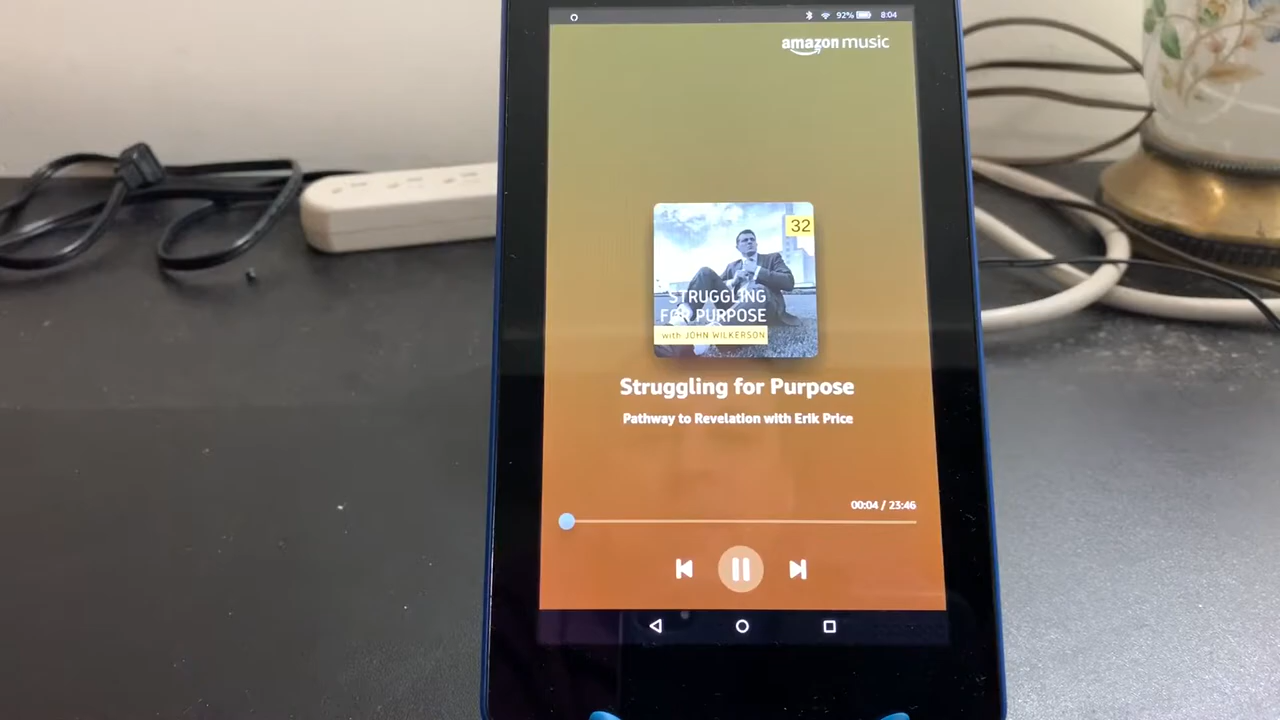 92% 8:04
amazon music
32
STRUGGLING
FOR PURPOSE
with JOHN WILKERSON
Struggling for Purpose
Pathway to Revelation with Erik Price
00:04 / 23:46